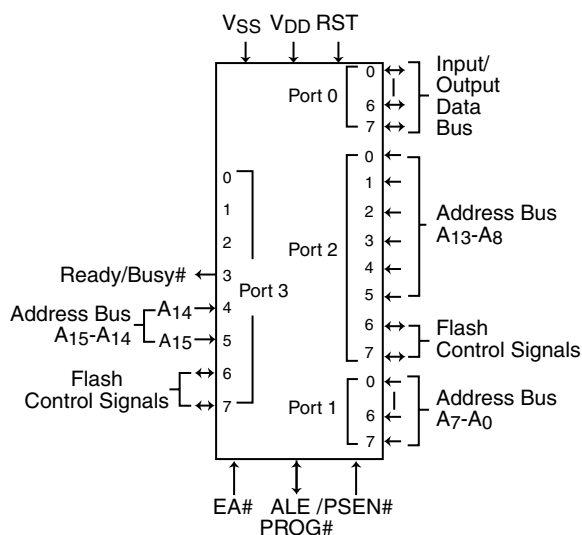 VSS VDD RST
Port 0
0
6
7
Input/
Output
Data
Bus
Port 3
0
1
2
3
4
5
6
7
Ready/Busy#
Address Bus
A15-A14
A14
A15
Flash
Control Signals
Port 2
0
1
2
3
4
5
6
7
Address Bus
A13-A8
Flash
Control Signals
Port 1
0
6
7
Address Bus
A7-A0
EA# ALE /PSEN#
PROG#